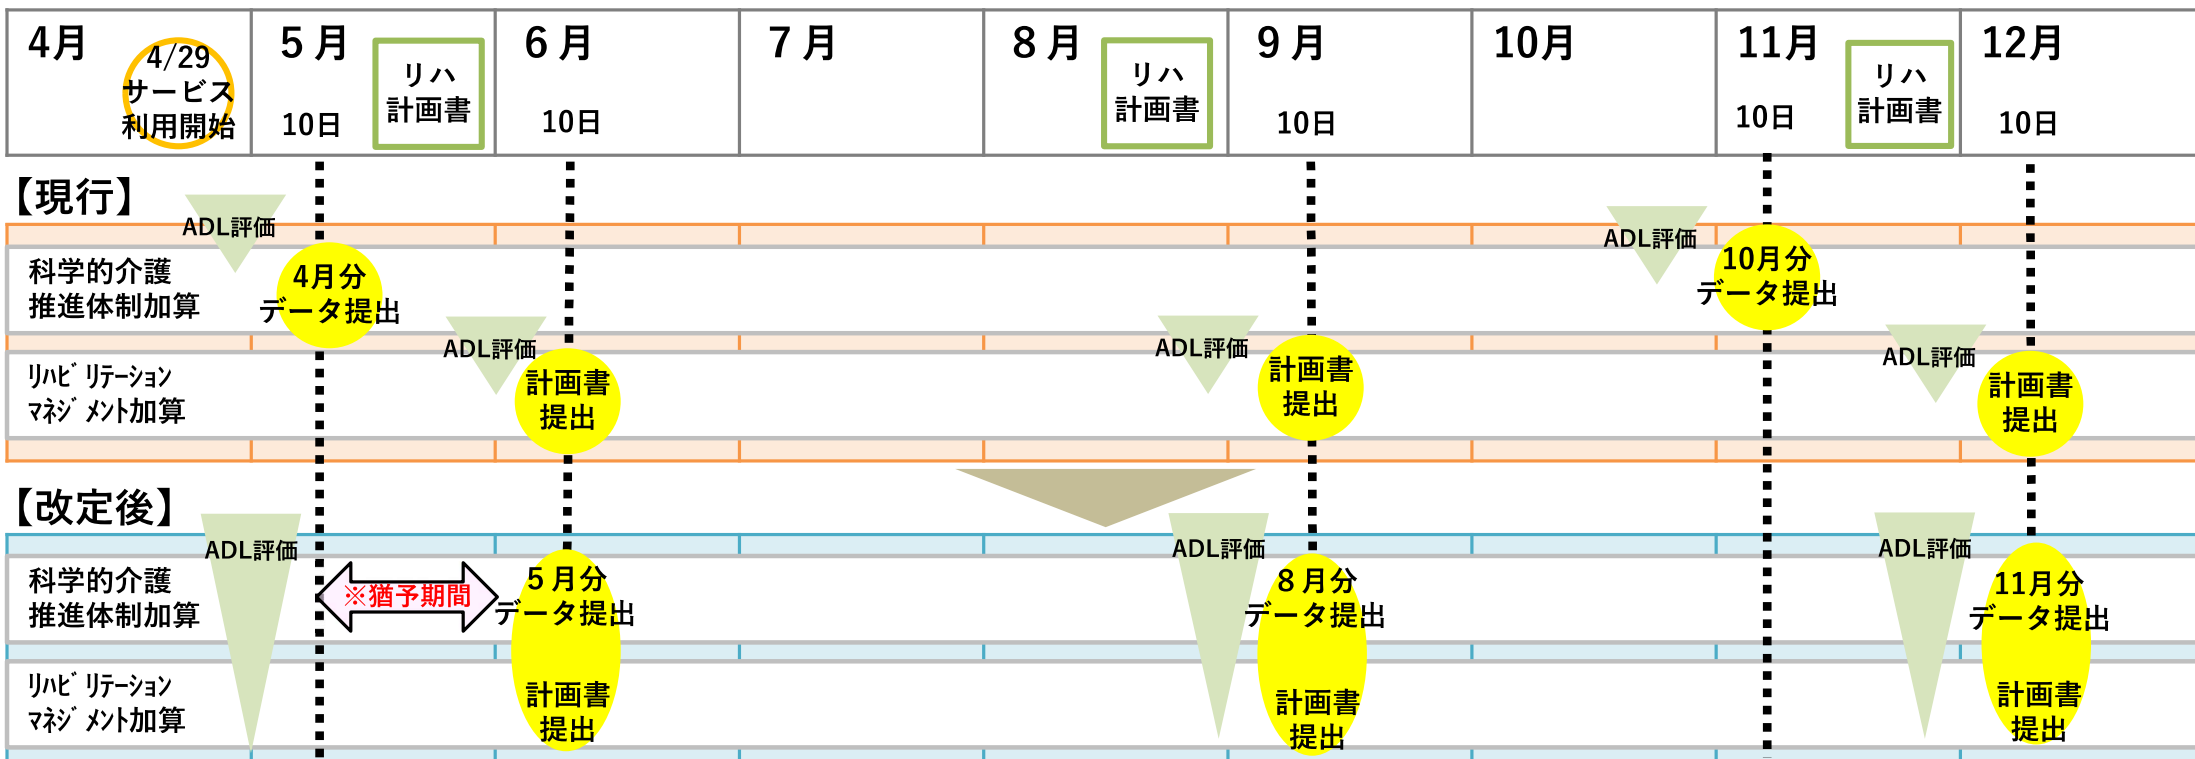 4月
4/29
サービス
利用開始
5月
10日
リハ
計画書
6月
10日
7月
8月
リハ
計画書
9月
10日
10月
11月
10日
リハ
計画書
12月
10日
【現行】
ADL評価
ADL評価
科学的介護
推進体制加算
4月分
データ提出
10月分
データ提出
ADL評価
ADL評価
ADL評価
リハビリテーション
マネジメント加算
計画書
提出
計画書
提出
計画書
提出
【改定後】
ADL評価
ADL評価
ADL評価
科学的介護
推進体制加算
※猶予期間
5月分
データ提出
8月分
データ提出
11月分
データ提出
リハビリテーション
マネジメント加算
計画書
提出
計画書
提出
計画書
提出